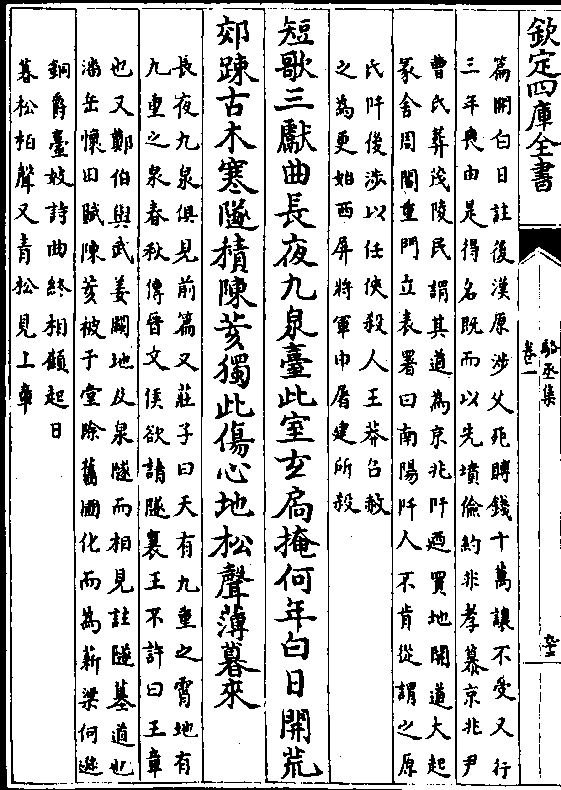 欽定四庫全書
駱丞集
卷一
篇開白日註後漢原涉父死賻錢十萬讓不受又行
三年喪由是得名既而以先墳儉約非孝慕京兆尹
曹氏葬茂陵民謂其道為京兆阡迺買地開道大起
冢舍周閣重門立表署曰南陽阡人不肯從謂之原
氏阡後涉以任俠殺人王莽召赦
之為更始西屏將軍申屠建所殺
短歌三獻曲長夜九泉臺此室玄扃掩何年白日開荒
郊疎古木寒隧積陳荄獨此傷心地松聲薄暮來
長夜九泉俱見前篇又莊子曰天有九重之霄地有
九重之泉春秋傳晉文侯欲請隧襄王不許曰王章
也又鄭伯與武姜闕地及泉隧而相見註隧墓道也
潘岳懷田賦陳荄被于堂除舊圃化而為薪梁何遜
銅爵臺妓詩曲終相顧起日
暮松柏聲又青松見上章